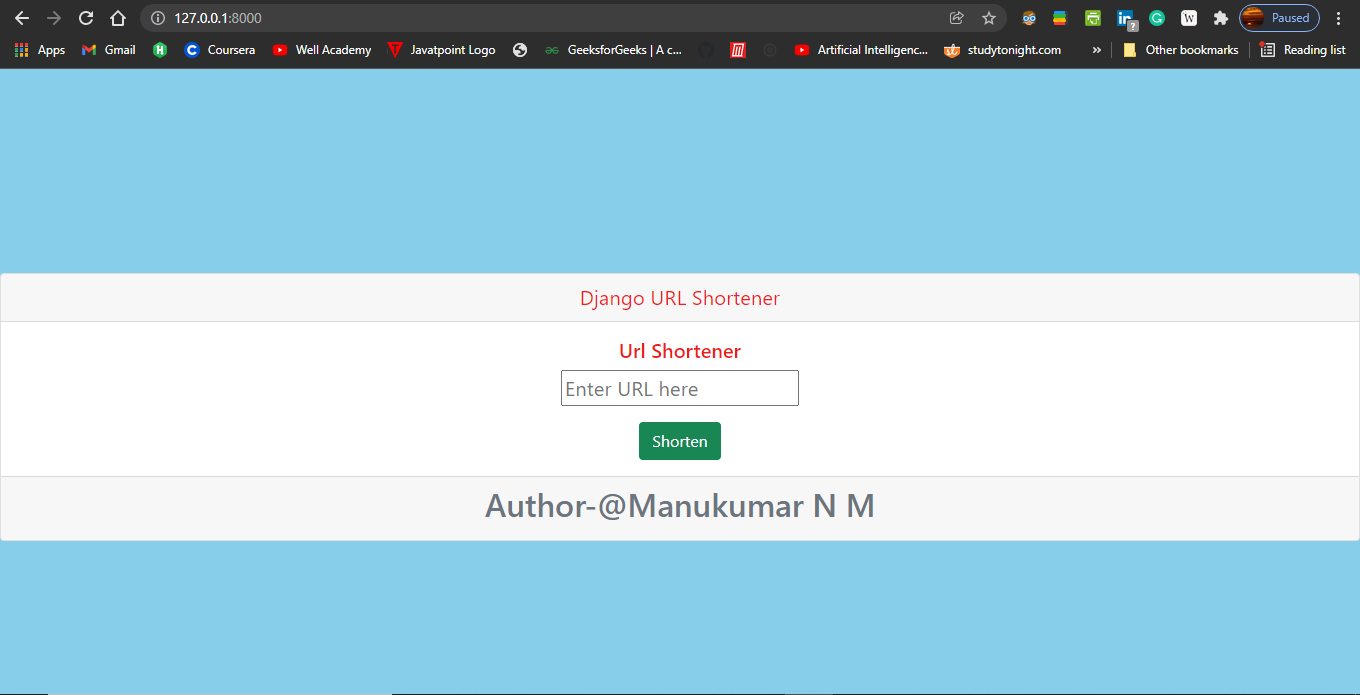 127.0.0.1:8000
Paused
Apps Gmail Coursera Well Academy Javatpoint Logo GeeksforGeeks | A c... Artificial Intelligenc... studytonight.com » Other bookmarks Reading list
Django URL Shortener
Url Shortener
Enter URL here
Shorten
Author-@Manukumar N M